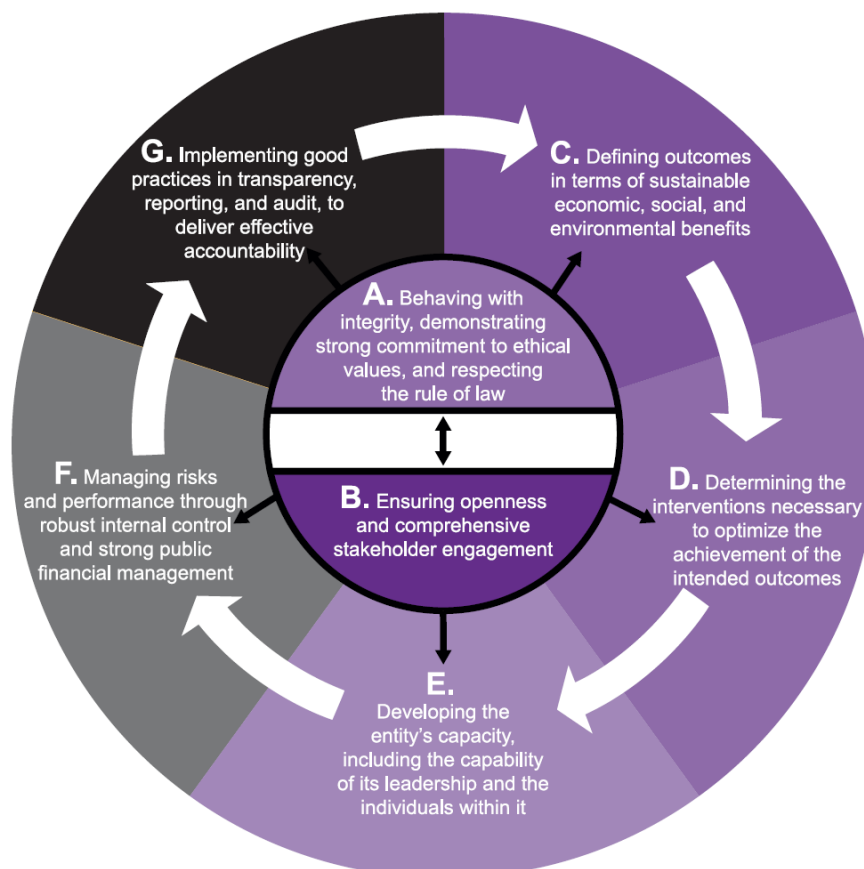 A. Behaving with
integrity, demonstrating
strong commitment to ethical
values, and respecting
the rule of law
B. Ensuring openness
and comprehensive
stakeholder engagement
C. Defining outcomes
in terms of sustainable
economic, social, and
environmental benefits
D. Determining the
interventions necessary
to optimize the
achievement of the
intended outcomes
E.
Developing the
entity’s capacity,
including the capability
of its leadership and the
individuals within it
F. Managing risks
and performance through
robust internal control
and strong public
financial management
G. Implementing good
practices in transparency,
reporting, and audit, to
deliver effective
accountability